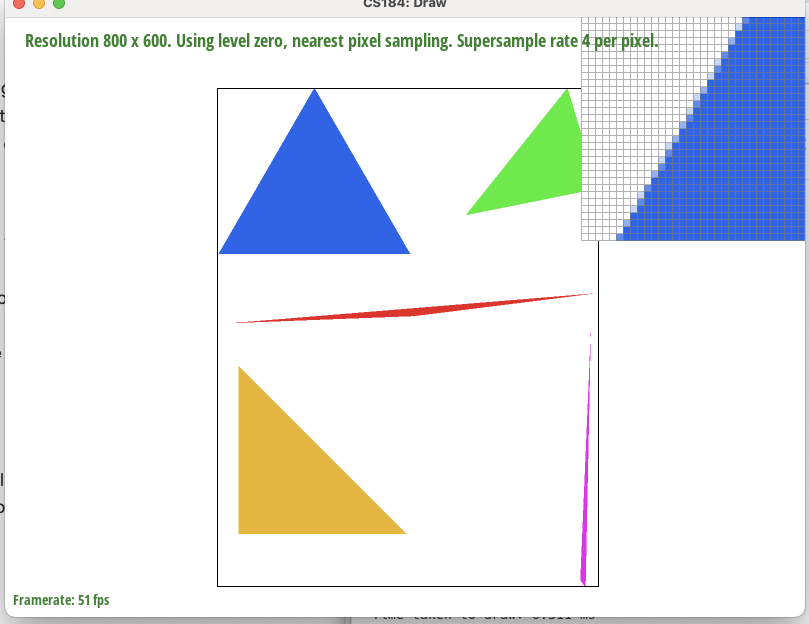 CS184: Draw
Resolution 800 x 600. Using level zero, nearest pixel sampling. Supersample rate 4 per pixel.
Framerate: 51 fps